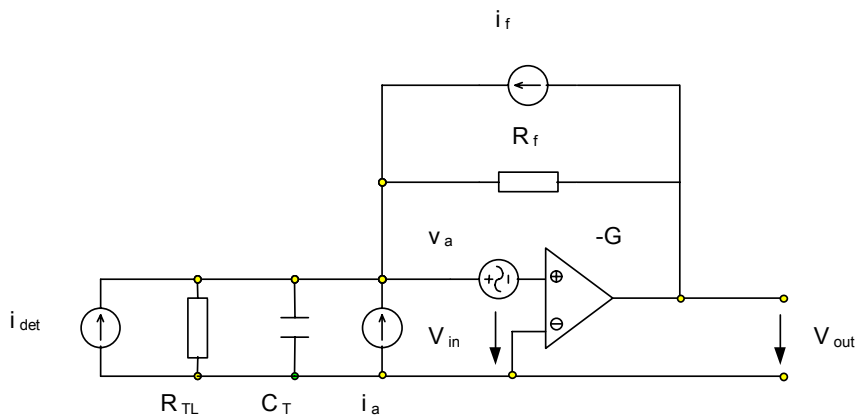 i f
R f
v a
-G
+
-
i det
V in
V out
R TL
C T
i a